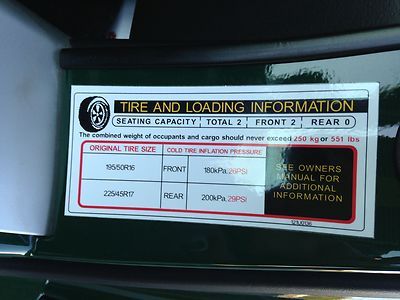 TIRE AND LOADING INFORMATION
SEATING CAPACITY TOTAL 2 FRONT 2 REAR 0
The combined weight of occupants and cargo should never exceed 250 kg or 551 lbs
ORIGINAL TIRE SIZE COLD TIRE INFLATION PRESSURE
195/50R16 FRONT 180kPa,26PSI
225/45R17 REAR 200kPa,29PSI
SEE OWNERS
MANUAL FOR
ADDITIONAL
INFORMATION